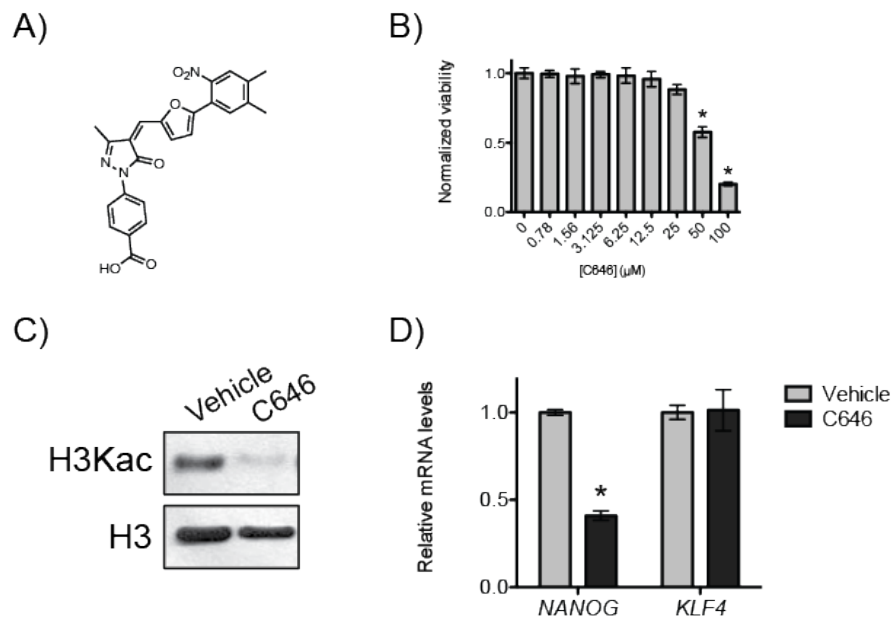 A)
O₂N
O
N
N
O
HO
O
B)
Normalized viability
1.0
0.5
0.0
0
0.78
1.56
3.125
6.25
12.5
25
50
100
*
*
[C646] (µM)
C)
Vehicle
C646
H3Kac
H3
D)
Relative mRNA levels
1.0
0.5
0.0
*
NANOG
KLF4
Vehicle
C646